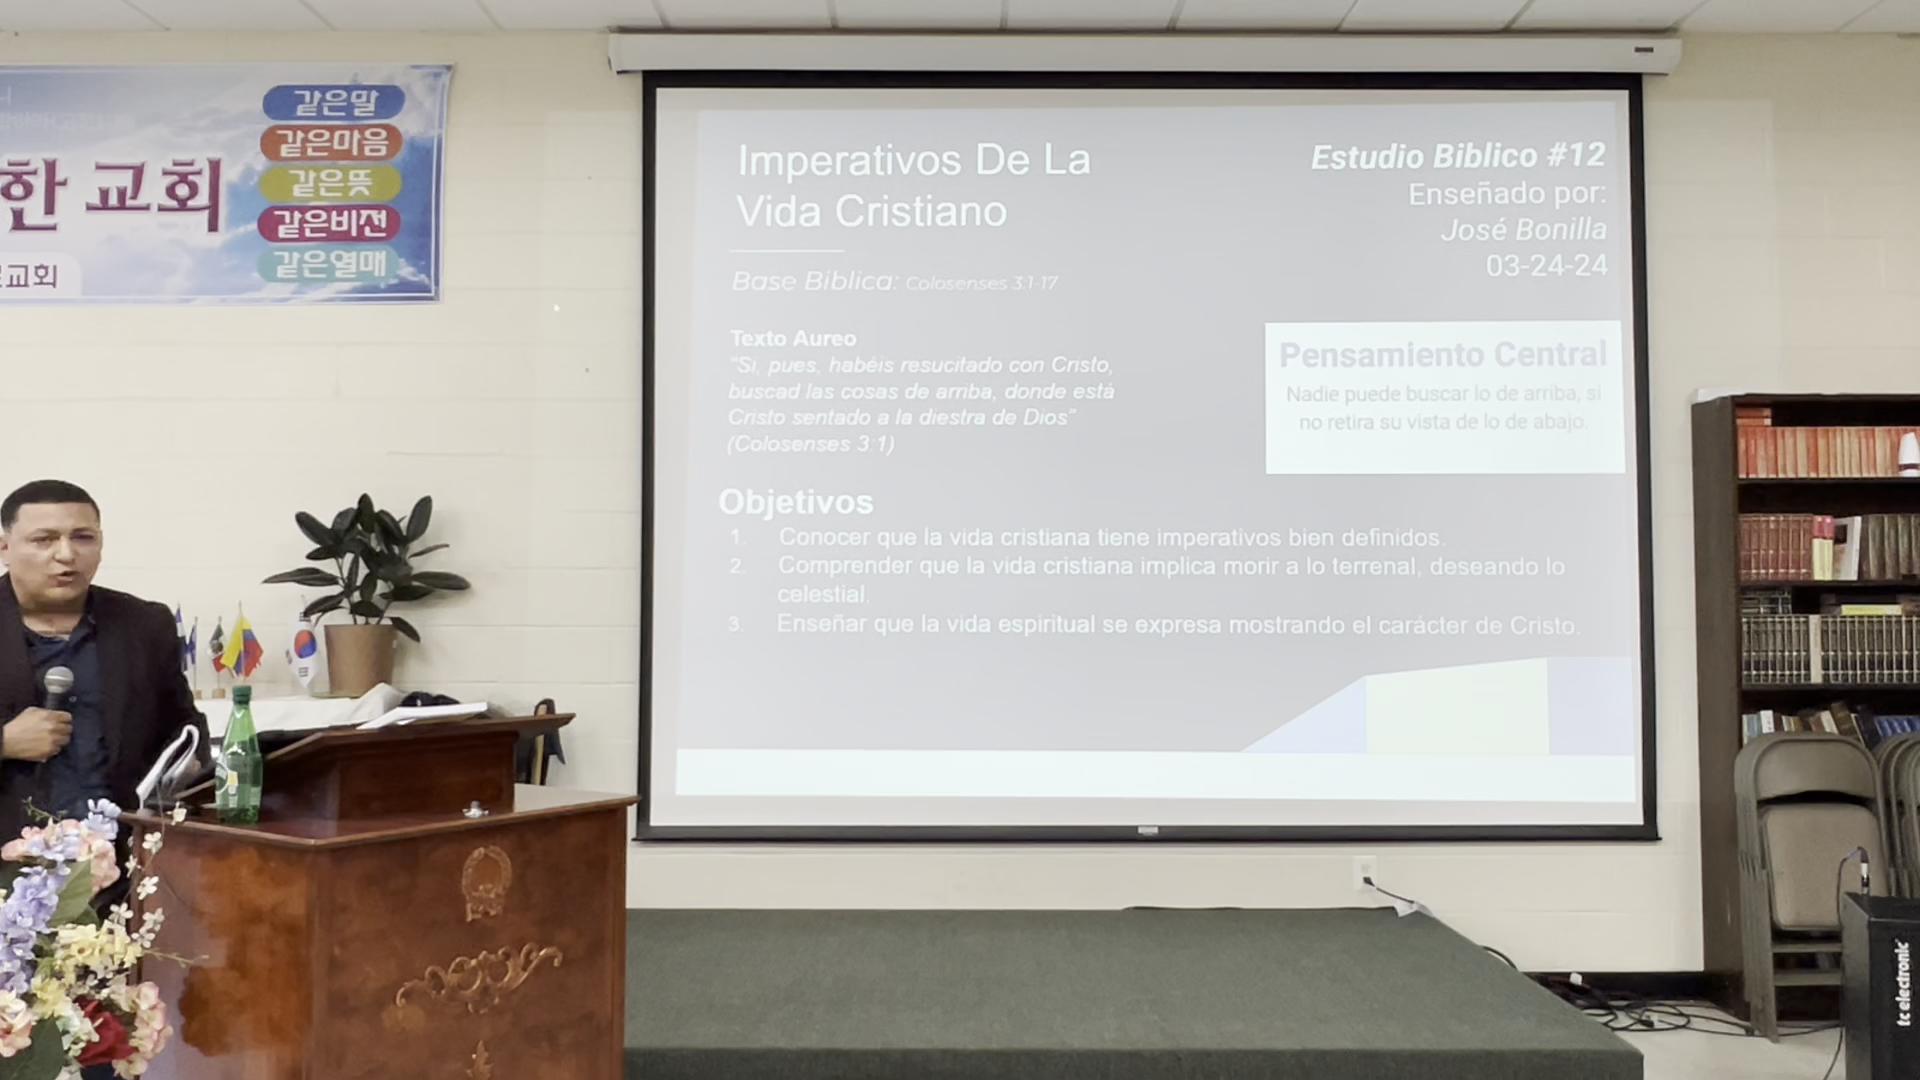 같은말
같은마음
같은뜻
같은비전
같은열매
한 교회
교회
Imperativos De La
Vida Cristiano
Base Biblica: Colosenses 3:1-17
Texto Aureo
"Si, pues, habéis resucitado con Cristo,
buscad las cosas de arriba, donde está
Cristo sentado a la diestra de Dios"
(Colosenses 3:1)
Estudio Biblico #12
Enseñado por:
José Bonilla
03-24-24
Pensamiento Central
Nadie puede buscar lo de arriba, si
no retira su vista de lo de abajo.
Objetivos
1. Conocer que la vida cristiana tiene imperativos bien definidos.
2. Comprender que la vida cristiana implica morir a lo terrenal, deseando lo
celestial.
3. Enseñar que la vida espiritual se expresa mostrando el carácter de Cristo.
tc electronic